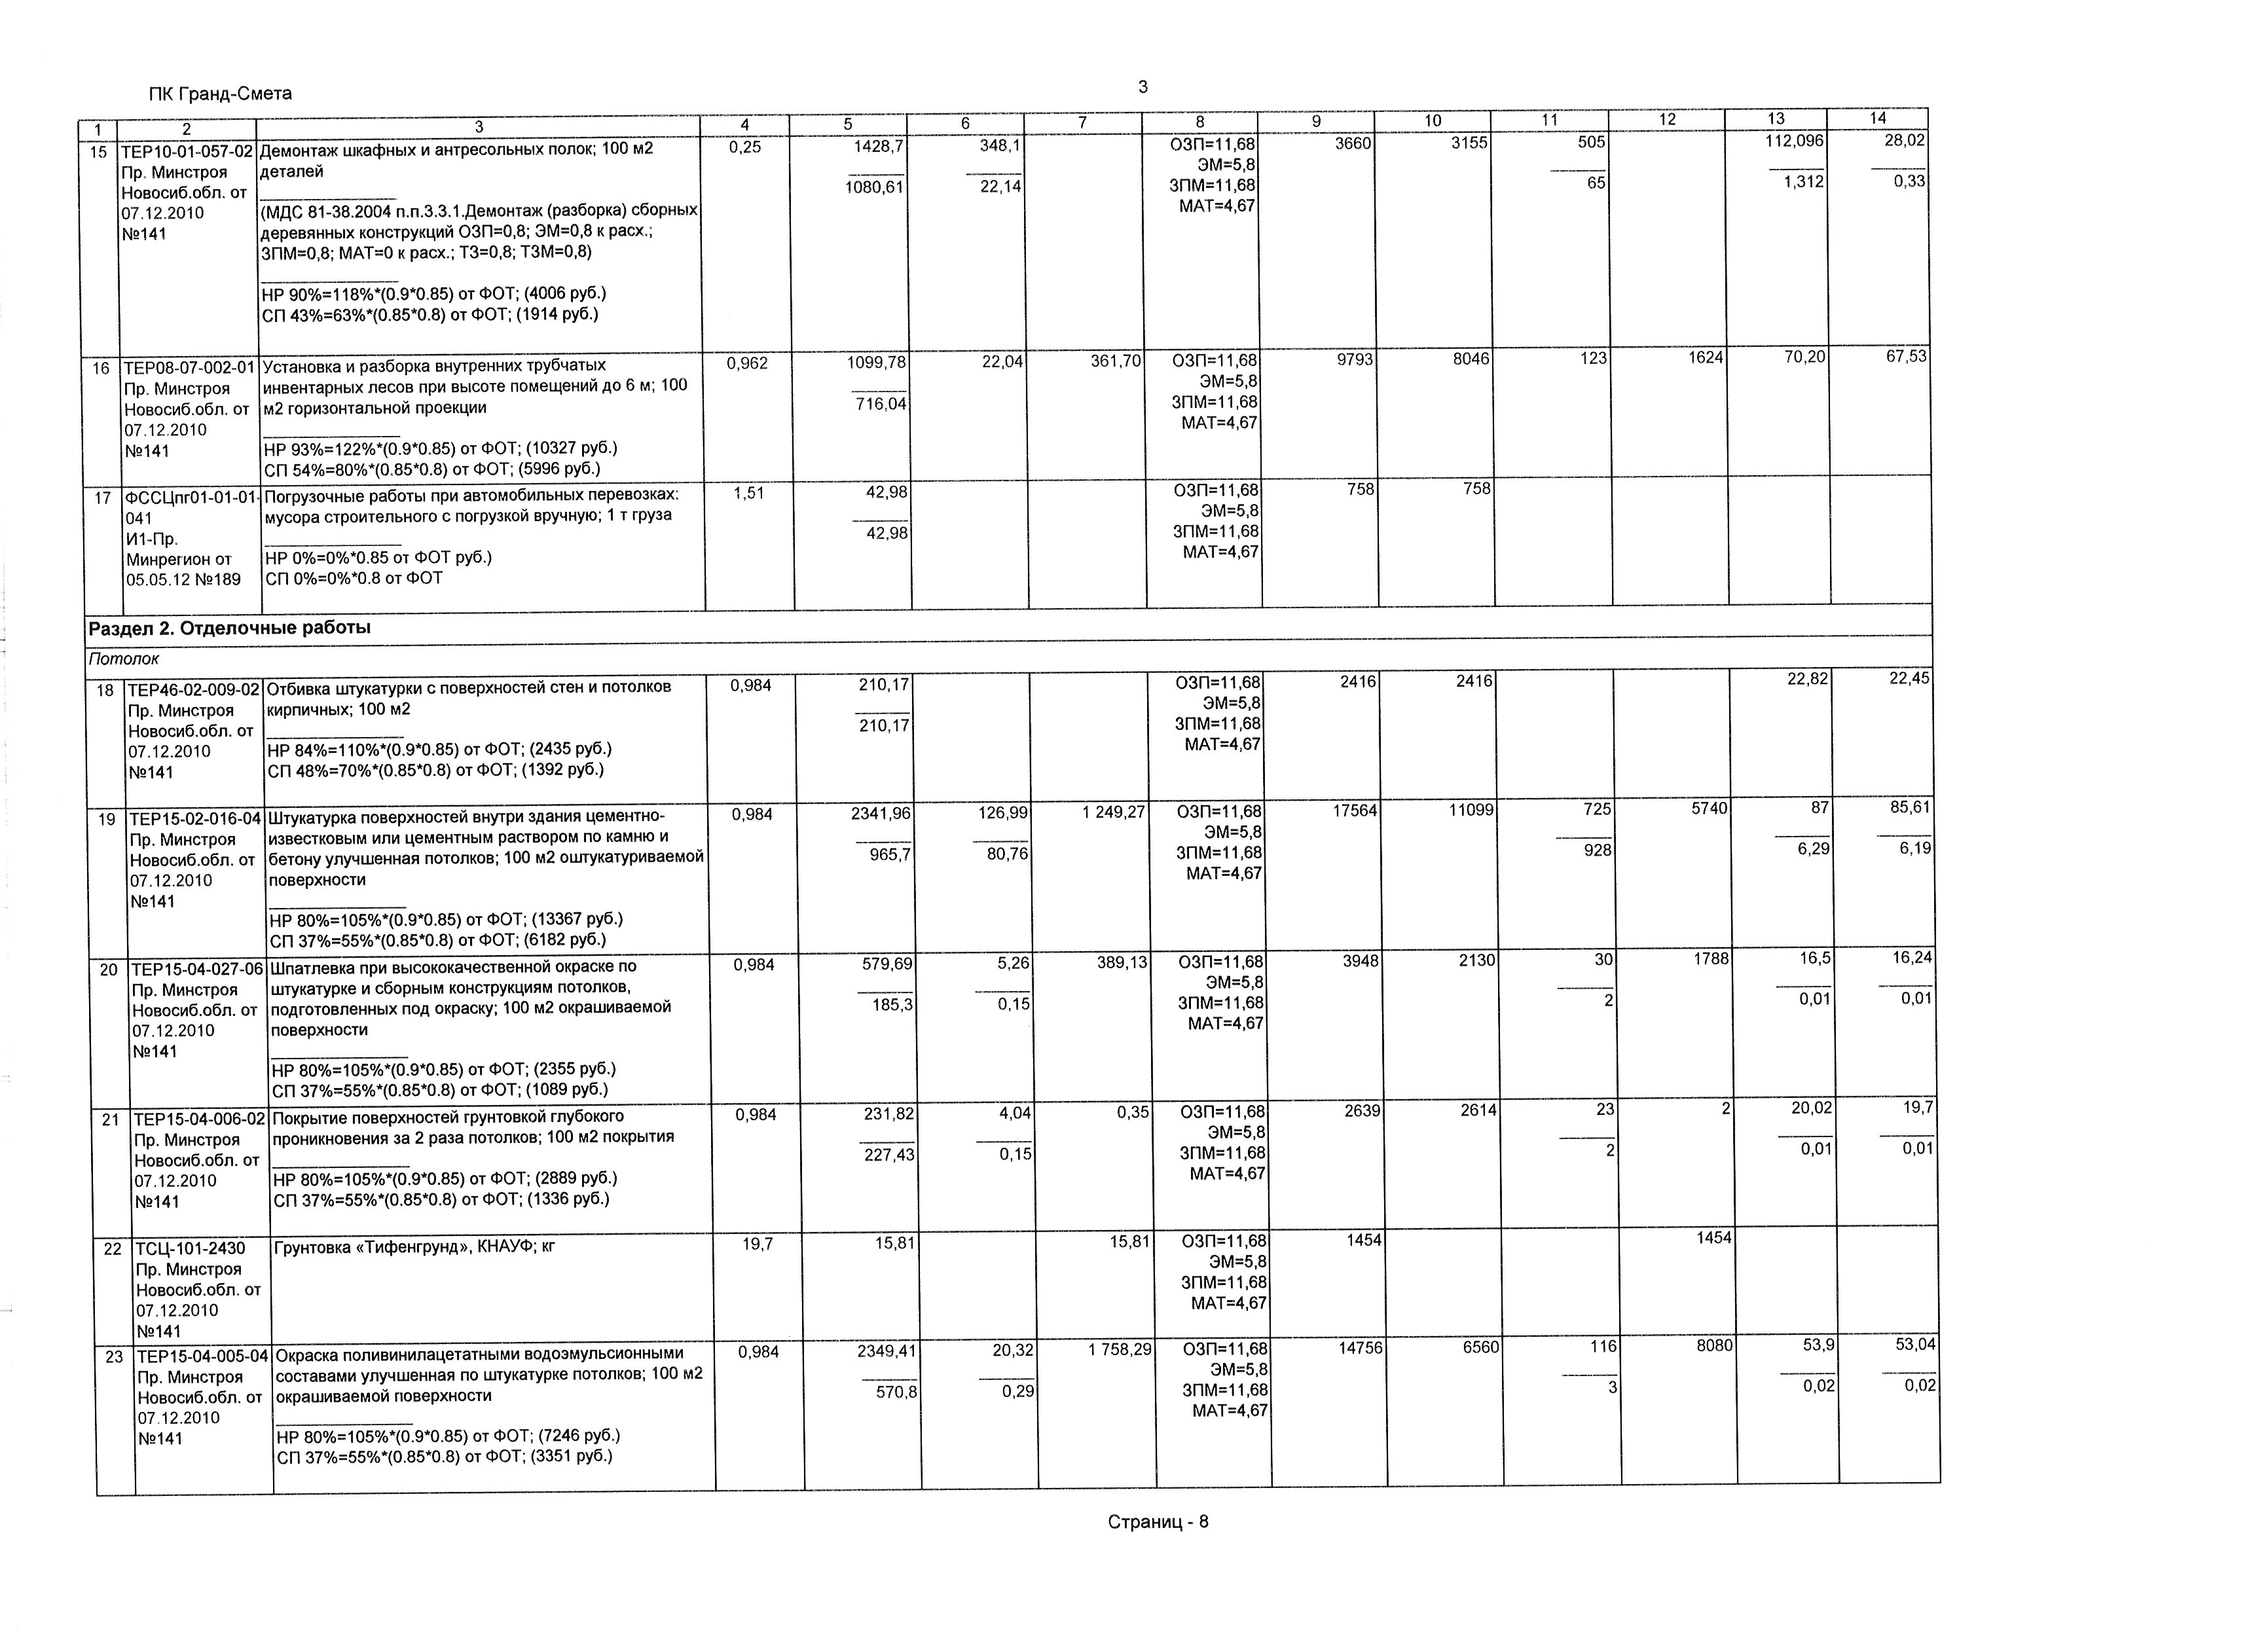 ПК Гранд-Смета
3
1 2 3 4 5 6 7 8 9 10 11 12 13 14
15 ТЕР10-01-057-02 Демонтаж шкафных и антресольных полок; 100 м2 0,25 1428,7 348,1 ОЗП=11,68 3660 3155 505 112,096 28,02
Пр. Минстроя деталей ЭМ=5,8
Новосиб.обл. от 1080,61 22,14 ЗПМ=11,68 65 1,312 0,33
07.12.2010 (МДС 81-38.2004 п.п.3.3.1.Демонтаж (разборка) сборных МАТ=4,67
№141 деревянных конструкций ОЗП=0,8; ЭМ=0,8 к расх.;
ЗПМ=0,8; МАТ=0 к расх.; ТЗ=0,8; ТЗМ=0,8)
НР 90%=118%*(0.9*0.85) от ФОТ; (4006 руб.)
СП 43%=63%*(0.85*0.8) от ФОТ; (1914 руб.)
16 ТЕР08-07-002-01 Установка и разборка внутренних трубчатых 0,962 1099,78 22,04 361,70 ОЗП=11,68 9793 8046 123 1624 70,20 67,53
Пр. Минстроя инвентарных лесов при высоте помещений до 6 м; 100 ЭМ=5,8
Новосиб.обл. от м2 горизонтальной проекции 716,04 ЗПМ=11,68
07.12.2010 МАТ=4,67
№141 НР 93%=122%*(0.9*0.85) от ФОТ; (10327 руб.)
СП 54%=80%*(0.85*0.8) от ФОТ; (5996 руб.)
17 ФССЦпг01-01-01- Погрузочные работы при автомобильных перевозках: 1,51 42,98 ОЗП=11,68 758 758
041 мусора строительного с погрузкой вручную; 1 т груза ЭМ=5,8
И1-Пр. 42,98 ЗПМ=11,68
Минрегион от НР 0%=0%*0.85 от ФОТ руб.) МАТ=4,67
05.05.12 №189 СП 0%=0%*0.8 от ФОТ
Раздел 2. Отделочные работы
Потолок
18 ТЕР46-02-009-02 Отбивка штукатурки с поверхностей стен и потолков 0,984 210,17 ОЗП=11,68 2416 2416 22,82 22,45
Пр. Минстроя кирпичных; 100 м2 ЭМ=5,8
Новосиб.обл. от 210,17 ЗПМ=11,68
07.12.2010 НР 84%=110%*(0.9*0.85) от ФОТ; (2435 руб.) МАТ=4,67
№141 СП 48%=70%*(0.85*0.8) от ФОТ; (1392 руб.)
19 ТЕР15-02-016-04 Штукатурка поверхностей внутри здания цементно- 0,984 2341,96 126,99 1 249,27 ОЗП=11,68 17564 11099 725 5740 87 85,61
Пр. Минстроя известковым или цементным раствором по камню и ЭМ=5,8
Новосиб.обл. от бетону улучшенная потолков; 100 м2 оштукатуриваемой 965,7 80,76 ЗПМ=11,68 928 6,29 6,19
07.12.2010 поверхности МАТ=4,67
№141
НР 80%=105%*(0.9*0.85) от ФОТ; (13367 руб.)
СП 37%=55%*(0.85*0.8) от ФОТ; (6182 руб.)
20 ТЕР15-04-027-06 Шпатлевка при высококачественной окраске по 0,984 579,69 5,26 389,13 ОЗП=11,68 3948 2130 30 1788 16,5 16,24
Пр. Минстроя штукатурке и сборным конструкциям потолков, ЭМ=5,8
Новосиб.обл. от подготовленных под окраску; 100 м2 окрашиваемой 185,3 0,15 ЗПМ=11,68 2 0,01 0,01
07.12.2010 поверхности МАТ=4,67
№141
НР 80%=105%*(0.9*0.85) от ФОТ; (2355 руб.)
СП 37%=55%*(0.85*0.8) от ФОТ; (1089 руб.)
21 ТЕР15-04-006-02 Покрытие поверхностей грунтовкой глубокого 0,984 231,82 4,04 0,35 ОЗП=11,68 2639 2614 23 2 20,02 19,7
Пр. Минстроя проникновения за 2 раза потолков; 100 м2 покрытия ЭМ=5,8
Новосиб.обл. от 227,43 0,15 ЗПМ=11,68 2 0,01 0,01
07.12.2010 НР 80%=105%*(0.9*0.85) от ФОТ; (2889 руб.) МАТ=4,67
№141 СП 37%=55%*(0.85*0.8) от ФОТ; (1336 руб.)
22 ТСЦ-101-2430 Грунтовка «Тифенгрунд», КНАУФ; кг 19,7 15,81 15,81 ОЗП=11,68 1454 1454
Пр. Минстроя ЭМ=5,8
Новосиб.обл. от ЗПМ=11,68
07.12.2010 МАТ=4,67
№141
23 ТЕР15-04-005-04 Окраска поливинилацетатными водоэмульсионными 0,984 2349,41 20,32 1 758,29 ОЗП=11,68 14756 6560 116 8080 53,9 53,04
Пр. Минстроя составами улучшенная по штукатурке потолков; 100 м2 ЭМ=5,8
Новосиб.обл. от окрашиваемой поверхности 570,8 0,29 ЗПМ=11,68 3 0,02 0,02
07.12.2010 МАТ=4,67
№141 НР 80%=105%*(0.9*0.85) от ФОТ; (7246 руб.)
СП 37%=55%*(0.85*0.8) от ФОТ; (3351 руб.)
Страниц - 8